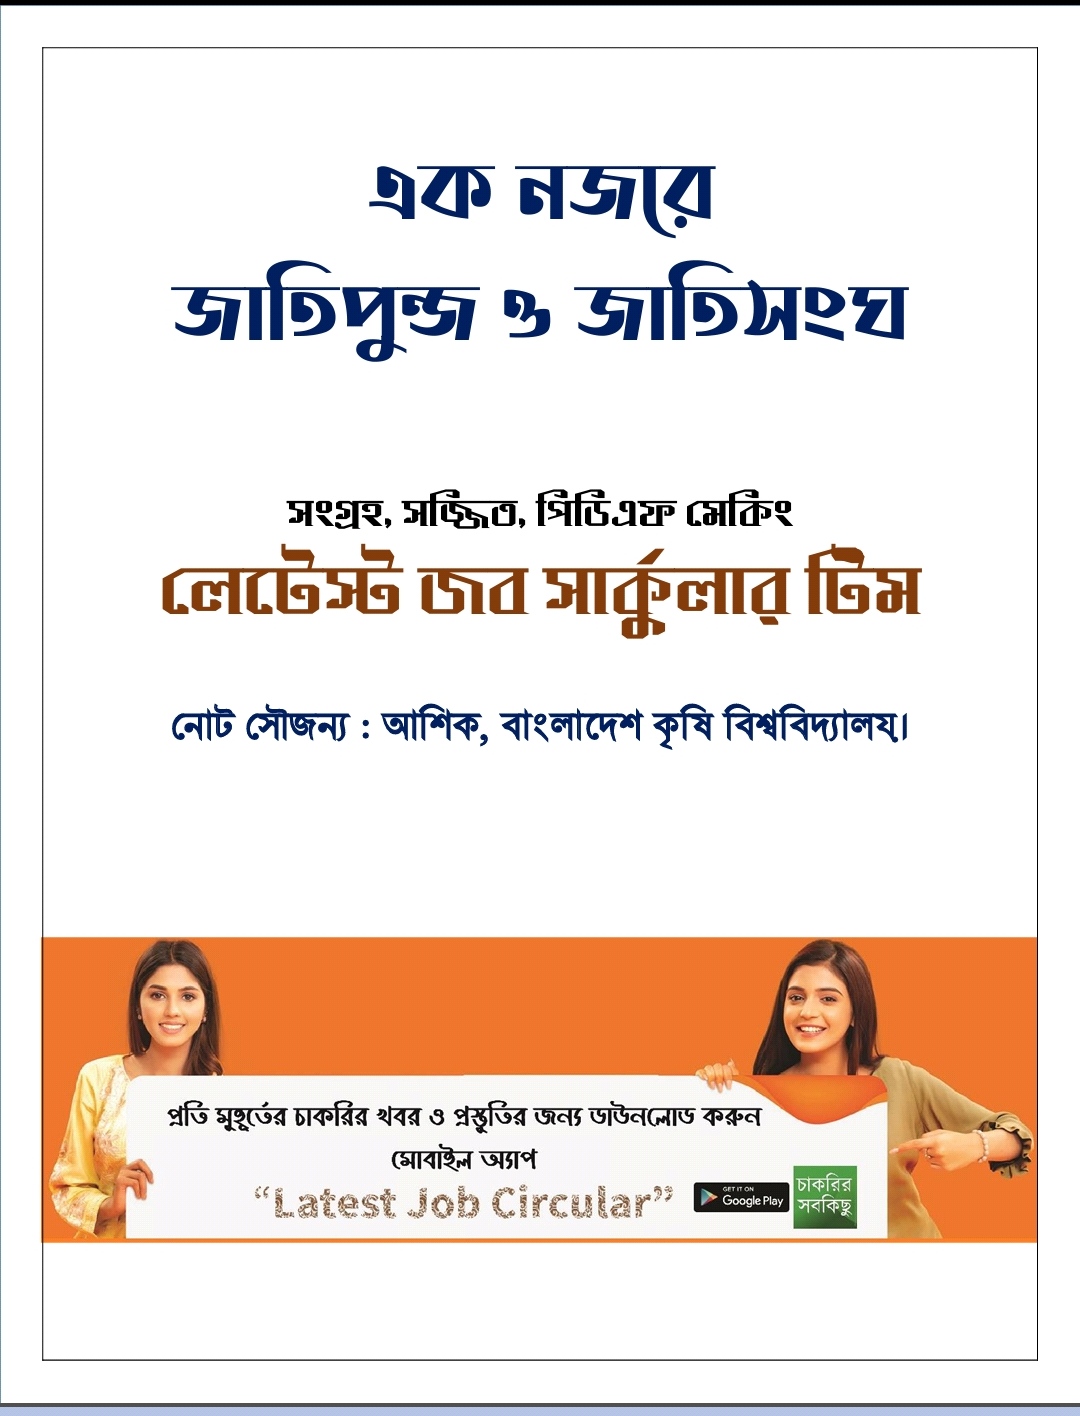 এক নজরে
জাতিপুন্জ ও জাতিসংঘ
সংগ্রহ, সজ্জিত, পিডিএফ মেকিং
লেটেস্ট জব সার্কুলার টিম
নোট সৌজন্য : আশিক, বাংলাদেশ কৃষি বিশ্ববিদ্যালয়।
প্রতি মুহূর্তের চাকরির খবর ও প্রস্তুতির জন্য ডাউনলোড করুন
মোবাইল অ্যাপ
“Latest Job Circular”
GET IT ON
Google Play
চাকরির
সবকিছু